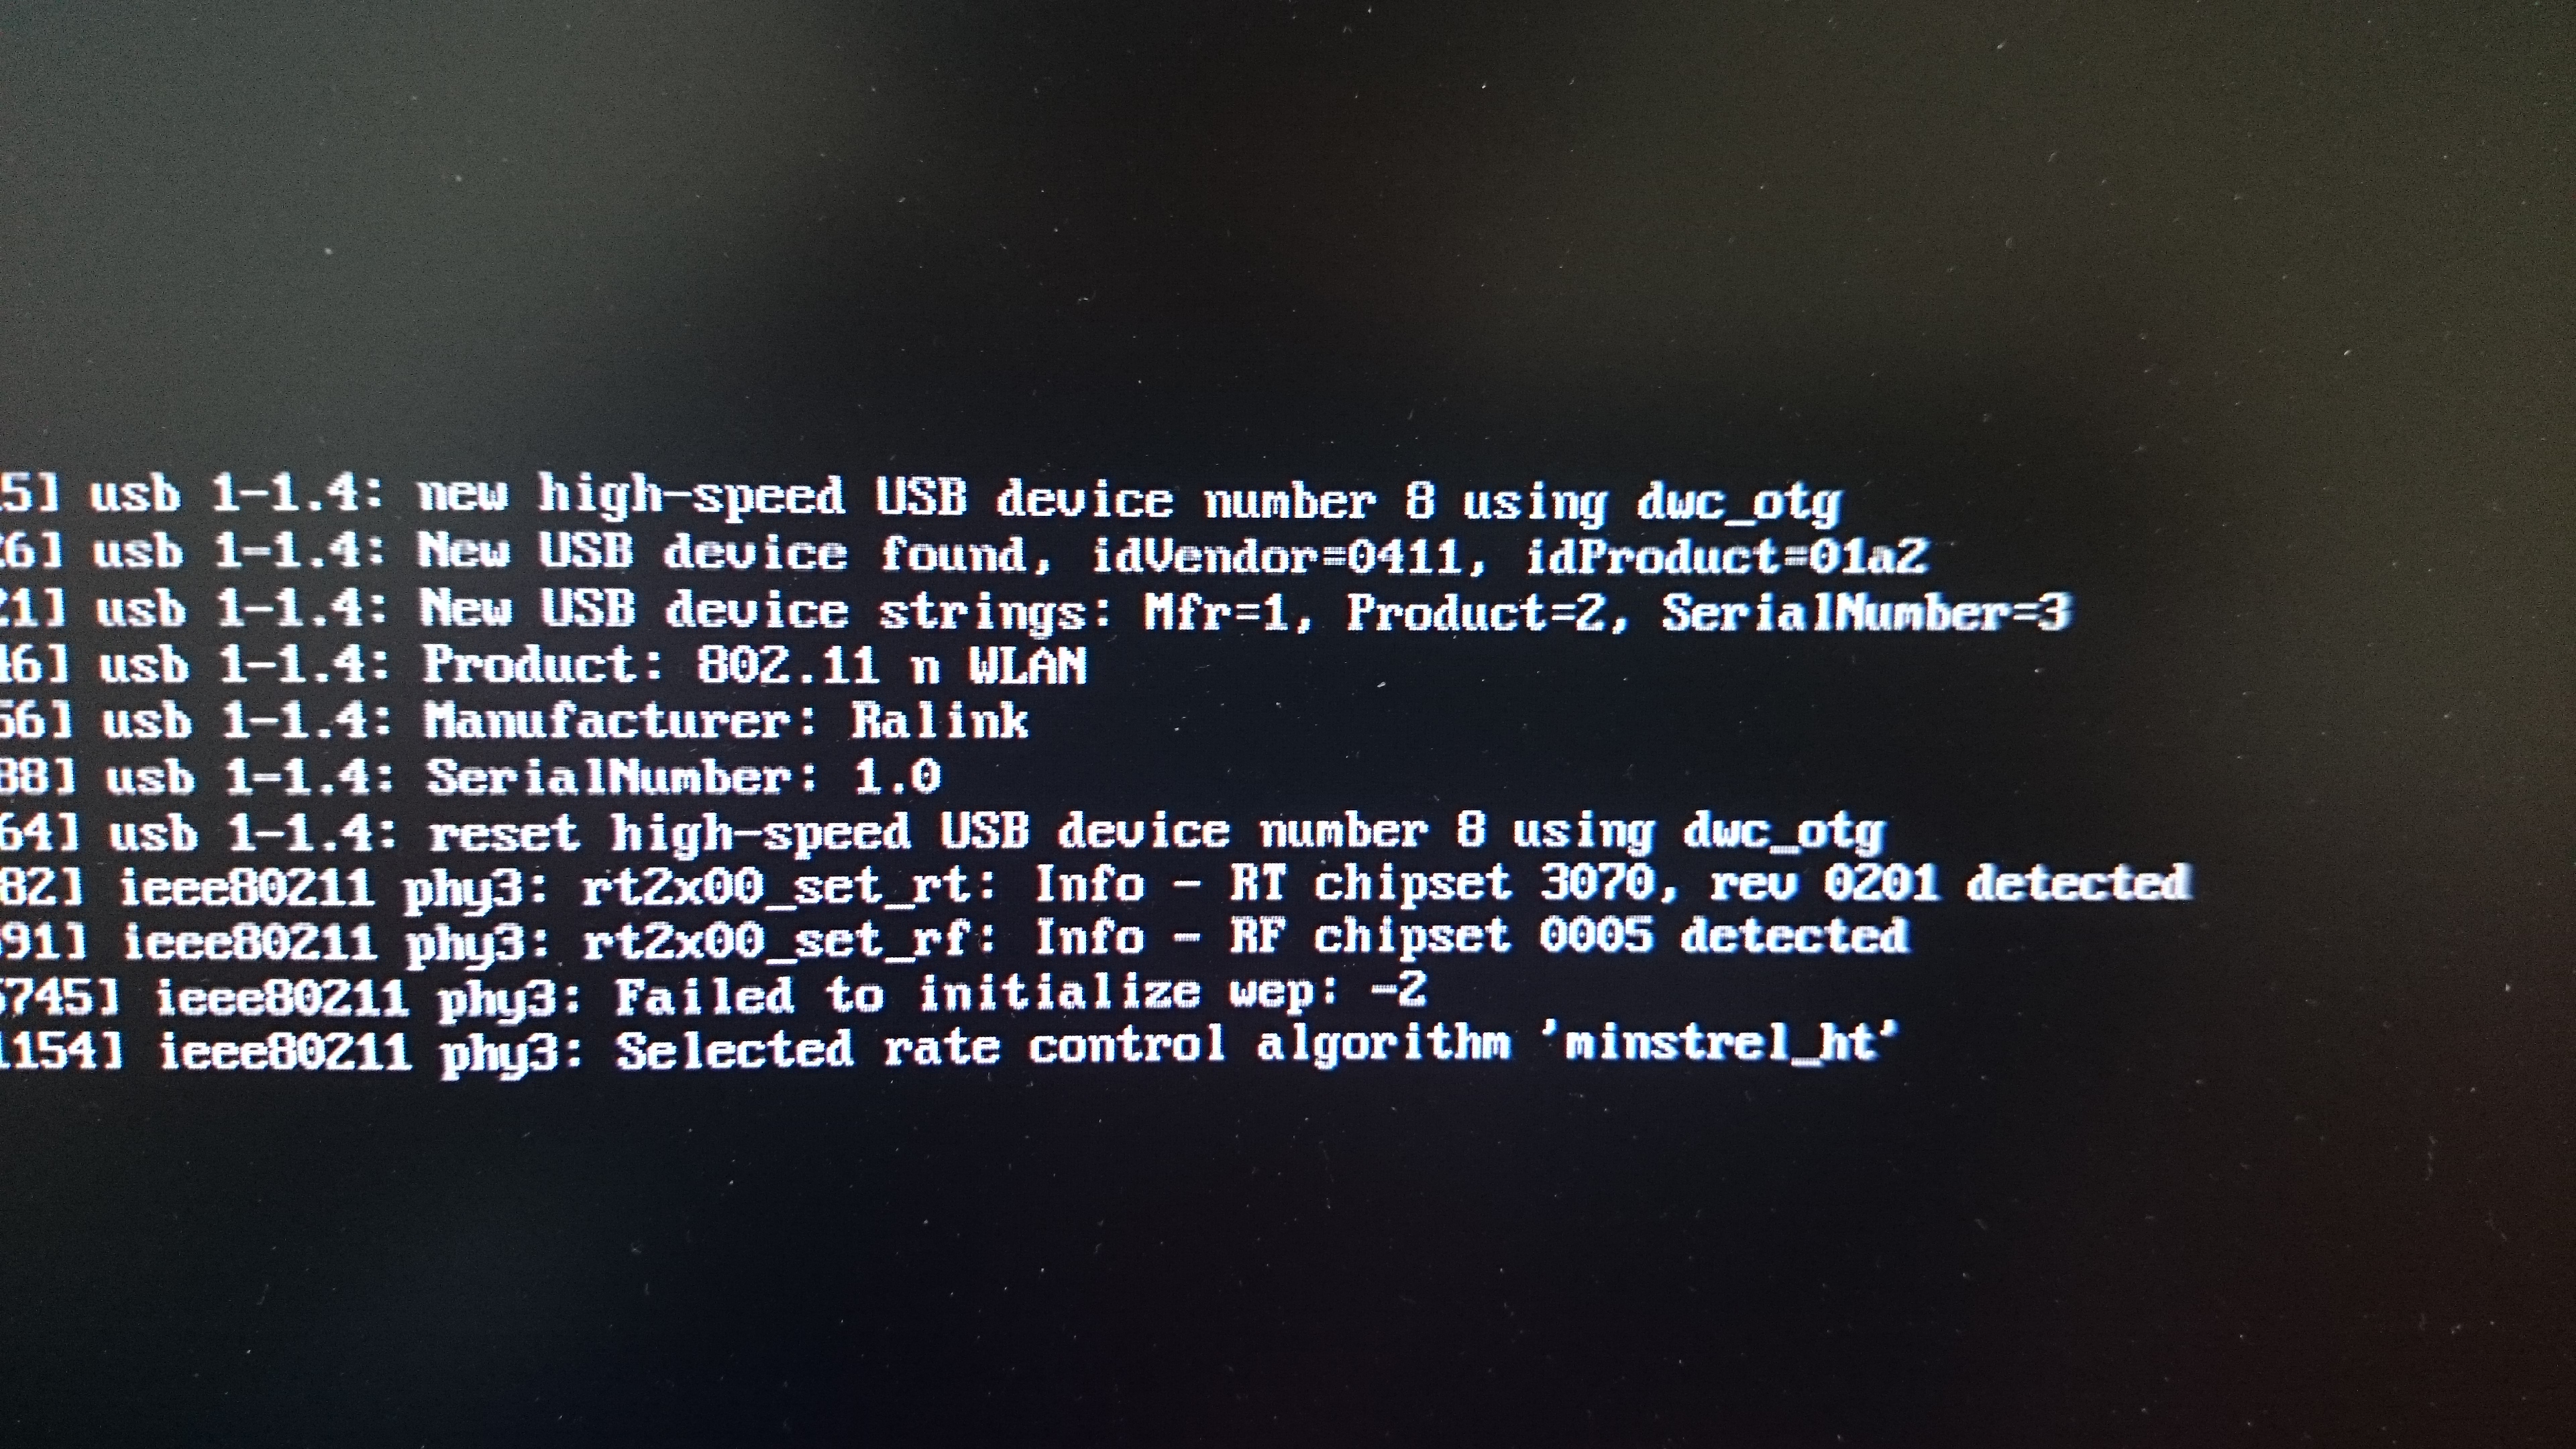 5] usb 1-1.4: new high-speed USB device number 8 using dwc_otg
26] usb 1-1.4: New USB device found, idVendor=0411, idProduct=01a2
21] usb 1-1.4: New USB device strings: Mfr=1, Product=2, SerialNumber=3
46] usb 1-1.4: Product: 802.11 n WLAN
56] usb 1-1.4: Manufacturer: Ralink
88] usb 1-1.4: SerialNumber: 1.0
64] usb 1-1.4: reset high-speed USB device number 8 using dwc_otg
82] ieee80211 phy3: rt2x00_set_rt: Info - RT chipset 3070, rev 0201 detected
91] ieee80211 phy3: rt2x00_set_rf: Info - RF chipset 0005 detected
5745] ieee80211 phy3: Failed to initialize wep: -2
1154] ieee80211 phy3: Selected rate control algorithm 'minstrel_ht'